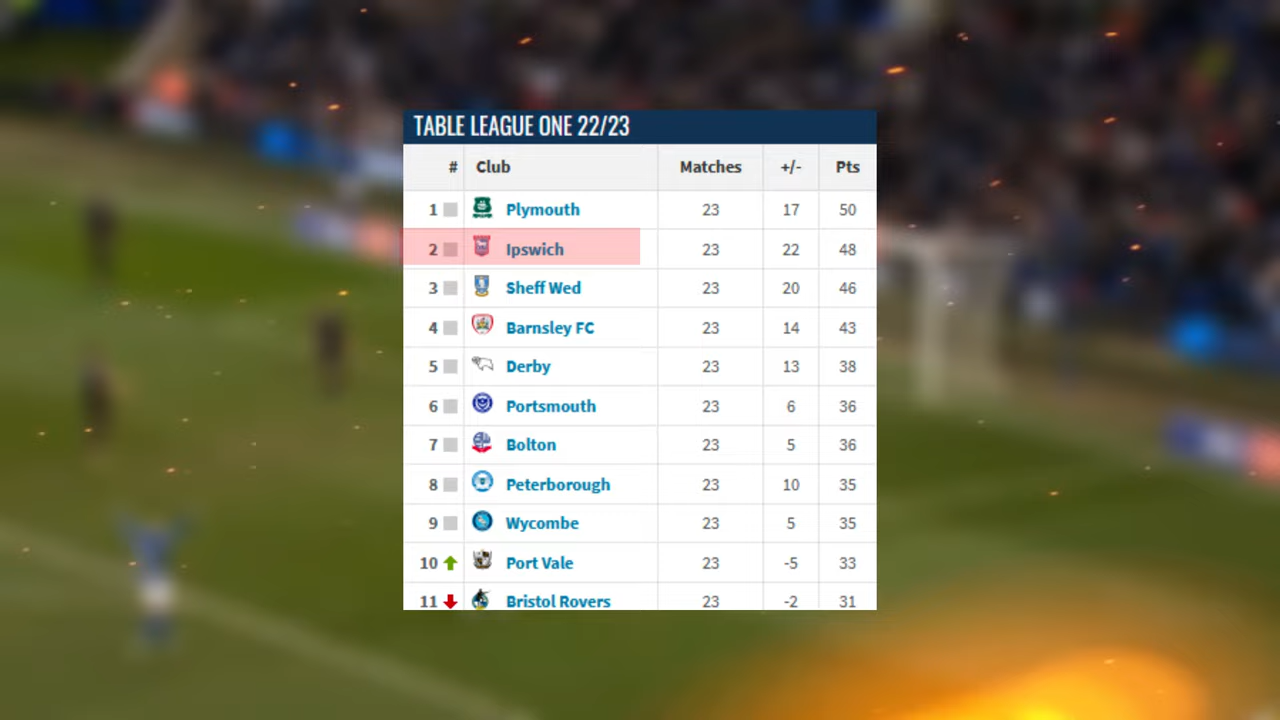 TABLE LEAGUE ONE 22/23
# Club Matches +/- Pts
1 Plymouth 23 17 50
2 Ipswich 23 22 48
3 Sheff Wed 23 20 46
4 Barnsley FC 23 14 43
5 Derby 23 13 38
6 Portsmouth 23 6 36
7 Bolton 23 5 36
8 Peterborough 23 10 35
9 Wycombe 23 5 35
10 Port Vale 23 -5 33
11 Bristol Rovers 23 -2 31